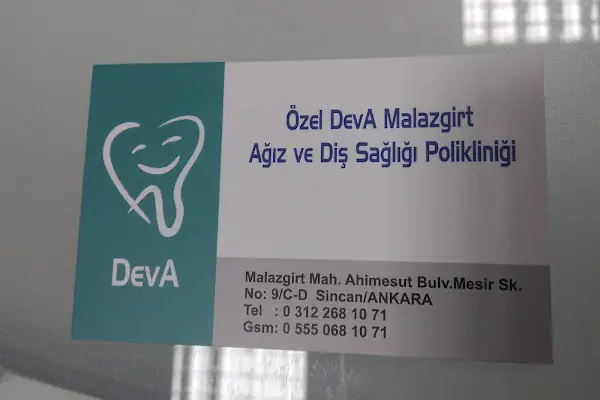 Özel DevA Malazgirt
Ağız ve Diş Sağlığı Polikliniği
DevA
Malazgirt Mah. Ahimesut Bulv.Mesir Sk.
No: 9/C-D Sincan/ANKARA
Tel : 0 312 268 10 71
Gsm: 0 555 068 10 71